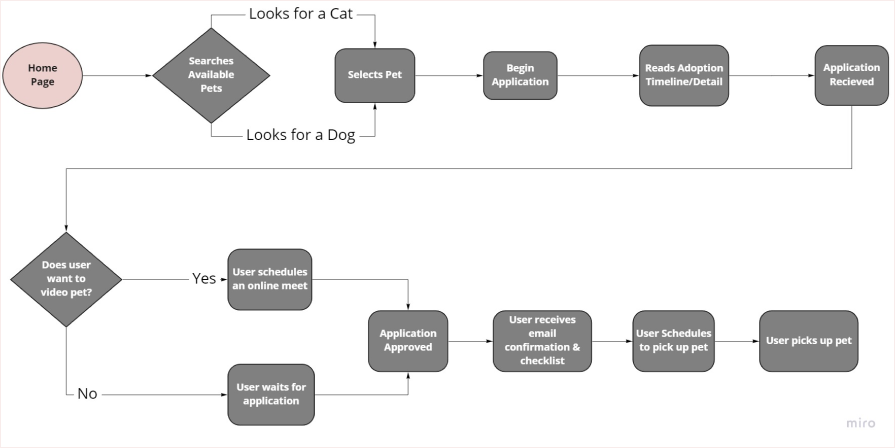 Looks for a Cat
Home
Page
Searches
Available
Pets
Selects Pet
Begin
Application
Reads Adoption
Timeline/Detail
Application
Recieved
Looks for a Dog
Does user
want to
video pet?
Yes
User schedules
an online meet
Application
Approved
User receives
email
confirmation &
checklist
User Schedules
to pick up pet
User picks up pet
No
User waits for
application
miro